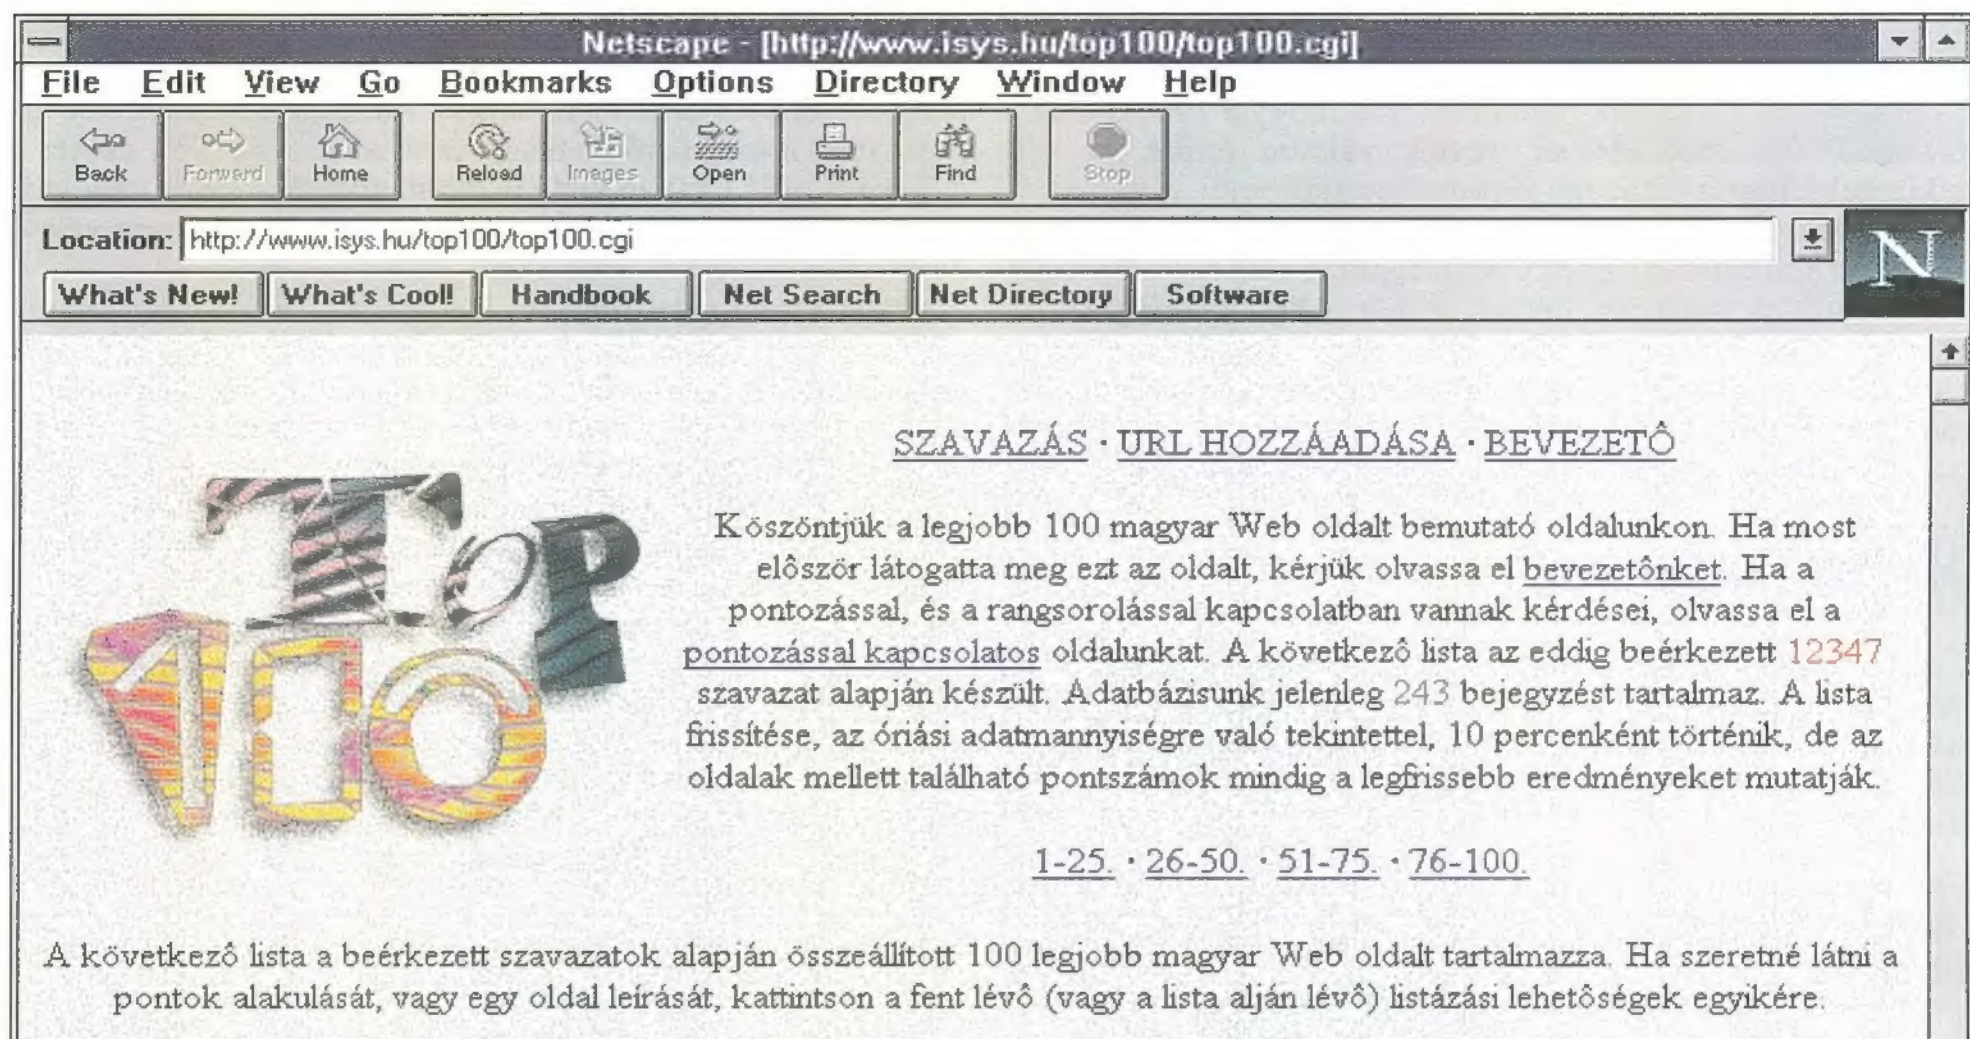 Netscape - [http://www.isys.hu/top100/top100.cgi]
File Edit View Go Bookmarks Options Directory Window Help
Back Forward Home Reload Images Open Print Find Stop
Location: http://www.isys.hu/top100/top100.cgi
N
What's New! What's Cool! Handbook Net Search Net Directory Software
SZAVAZÁS · URL HOZZÁADÁSA · BEVEZETÔ
Top
100
Köszöntjük a legjobb 100 magyar Web oldalt bemutató oldalunkon. Ha most
elôször látogatta meg ezt az oldalt, kérjük olvassa el bevezetônket. Ha a
pontozással, és a rangsorolással kapcsolatban vannak kérdései, olvassa el a
pontozással kapcsolatos oldalunkat. A következô lista az eddig beérkezett 12347
szavazat alapján készült. Adatbázisunk jelenleg 243 bejegyzést tartalmaz. A lista
frissítése, az óriási adatmannyiségre való tekintettel, 10 percenként történik, de az
oldalak mellett található pontszámok mindig a legfrissebb eredményeket mutatják.
1-25. · 26-50. · 51-75. · 76-100.
A következô lista a beérkezett szavazatok alapján összeállított 100 legjobb magyar Web oldalt tartalmazza. Ha szeretné látni a
pontok alakulását, vagy egy oldal leírását, kattintson a fent lévô (vagy a lista alján lévô) listázási lehetôségek egyikére.